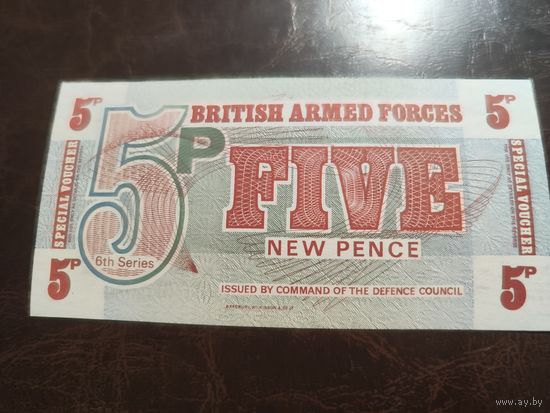 5P
BRITISH ARMED FORCES
5P
SPECIAL VOUCHER
5P
FIVE
SPECIAL VOUCHER
NEW PENCE
6th Series
5P
ISSUED BY COMMAND OF THE DEFENCE COUNCIL
5P
www.ay.by